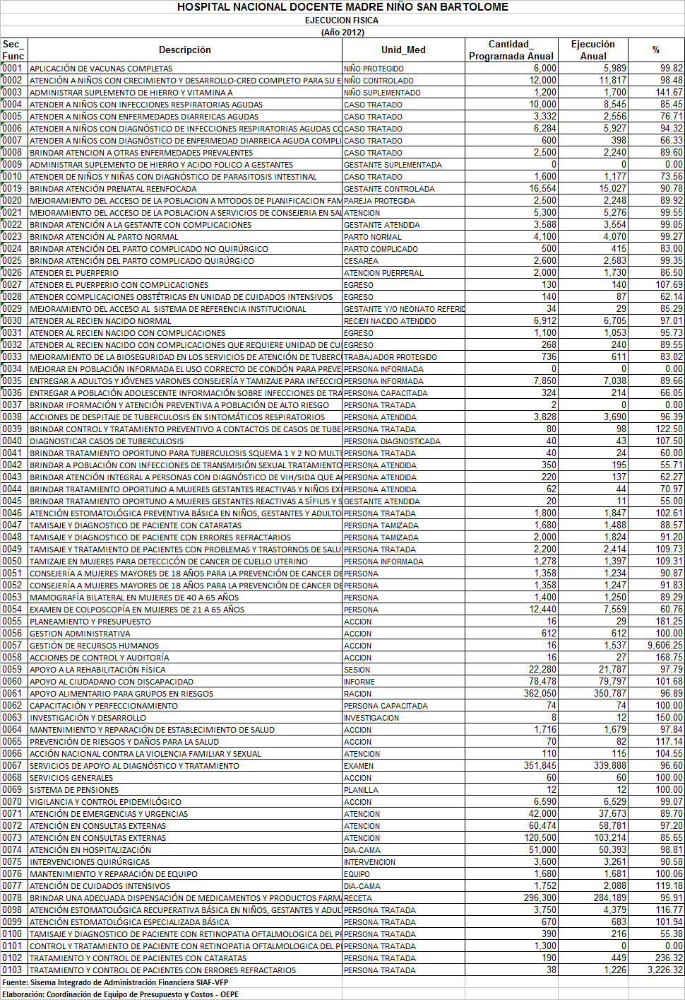 HOSPITAL NACIONAL DOCENTE MADRE NIÑO SAN BARTOLOME
EJECUCION FISICA
(Año 2012)
Sec_Func Descripción Unid_Med Cantidad_Programada Anual Ejecución Anual %
0001 APLICACIÓN DE VACUNAS COMPLETAS NIÑO PROTEGIDO 6,000 5,989 99.82
0002 ATENCIÓN A NIÑOS CON CRECIMIENTO Y DESARROLLO-CRED COMPLETO PARA SU E NIÑO CONTROLADO 12,000 11,817 98.48
0003 ADMINISTRAR SUPLEMENTO DE HIERRO Y VITAMINA A NIÑO SUPLEMENTADO 1,200 1,700 141.67
0004 ATENDER A NIÑOS CON INFECCIONES RESPIRATORIAS AGUDAS CASO TRATADO 10,000 8,545 85.45
0005 ATENDER A NIÑOS CON ENFERMEDADES DIARREICAS AGUDAS CASO TRATADO 3,332 2,556 76.71
0006 ATENDER A NIÑOS CON DIAGNÓSTICO DE INFECCIONES RESPIRATORIAS AGUDAS CO CASO TRATADO 6,284 5,927 94.32
0007 ATENDER A NIÑOS CON DIAGNÓSTICO DE ENFERMEDAD DIARREICA AGUDA COMPLI CASO TRATADO 600 398 66.33
0008 BRINDAR ATENCION A OTRAS ENFERMEDADES PREVALENTES CASO TRATADO 2,500 2,240 89.60
0009 ADMINISTRAR SUPLEMENTO DE HIERRO Y ACIDO FOLICO A GESTANTES GESTANTE SUPLEMENTADA 0 0 0.00
0010 ATENDER DE NIÑOS Y NIÑAS CON DIAGNÓSTICO DE PARASITOSIS INTESTINAL CASO TRATADO 1,600 1,177 73.56
0019 BRINDAR ATENCIÓN PRENATAL REENFOCADA GESTANTE CONTROLADA 16,554 15,027 90.78
0020 MEJORAMIENTO DEL ACCESO DE LA POBLACION A MTODOS DE PLANIFICACION FAM PAREJA PROTEGIDA 2,500 2,248 89.92
0021 MEJORAMIENTO DEL ACCESO DE LA POBLACION A SERVICIOS DE CONSEJERIA EN SAL ATENCION 5,300 5,276 99.55
0022 BRINDAR ATENCIÓN A LA GESTANTE CON COMPLICACIONES GESTANTE ATENDIDA 3,588 3,554 99.05
0023 BRINDAR ATENCIÓN AL PARTO NORMAL PARTO NORMAL 4,100 4,070 99.27
0024 BRINDAR ATENCIÓN DEL PARTO COMPLICADO NO QUIRÚRGICO PARTO COMPLICADO 500 415 83.00
0025 BRINDAR ATENCIÓN DEL PARTO COMPLICADO QUIRÚRGICO CESAREA 2,600 2,583 99.35
0026 ATENDER EL PUERPERIO ATENCION PUERPERAL 2,000 1,730 86.50
0027 ATENDER EL PUERPERIO CON COMPLICACIONES EGRESO 130 140 107.69
0028 ATENDER COMPLICACIONES OBSTÉTRICAS EN UNIDAD DE CUIDADOS INTENSIVOS EGRESO 140 87 62.14
0029 MEJORAMIENTO DEL ACCESO AL SISTEMA DE REFERENCIA INSTITUCIONAL GESTANTE Y/O NEONATO REFERID 34 29 85.29
0030 ATENDER AL RECIEN NACIDO NORMAL RECIEN NACIDO ATENDIDO 6,912 6,705 97.01
0031 ATENDER AL RECIEN NACIDO CON COMPLICACIONES EGRESO 1,100 1,053 95.73
0032 ATENDER AL RECIEN NACIDO CON COMPLICACIONES QUE REQUIERE UNIDAD DE CUI EGRESO 268 240 89.55
0033 MEJORAMIENTO DE LA BIOSEGURIDAD EN LOS SERVICIOS DE ATENCIÓN DE TUBERCU TRABAJADOR PROTEGIDO 736 611 83.02
0034 MEJORAR EN POBLACIÓN INFORMADA EL USO CORRECTO DE CONDÓN PARA PREVE PERSONA INFORMADA 0 0 0.00
0035 ENTREGAR A ADULTOS Y JÓVENES VARONES CONSEJERÍA Y TAMIZAJE PARA INFECCIO PERSONA INFORMADA 7,850 7,038 89.66
0036 ENTREGAR A POBLACIÓN ADOLESCENTE INFORMACIÓN SOBRE INFECCIONES DE TRA PERSONA CAPACITADA 324 214 66.05
0037 BRINDAR IFORMACIÓN Y ATENCIÓN PREVENTIVA A POBLACIÓN DE ALTO RIESGO PERSONA TRATADA 2 0 0.00
0038 ACCIONES DE DESPITAJE DE TUBERCULOSIS EN SINTOMÁTICOS RESPIRATORIOS PERSONA ATENDIDA 3,828 3,690 96.39
0039 BRINDAR CONTROL Y TRATAMIENTO PREVENTIVO A CONTACTOS DE CASOS DE TUBE PERSONA TRATADA 80 98 122.50
0040 DIAGNOSTICAR CASOS DE TUBERCULOSIS PERSONA DIAGNOSTICADA 40 43 107.50
0041 BRINDAR TRATAMIENTO OPORTUNO PARA TUBERCULOSIS SQUEMA 1 Y 2 NO MULTI PERSONA TRATADA 40 24 60.00
0042 BRINDAR A POBLACIÓN CON INFECCIONES DE TRANSMISIÓN SEXUAL TRATAMIENTO PERSONA ATENDIDA 350 195 55.71
0043 BRINDAR ATENCIÓN INTEGRAL A PERSONAS CON DIAGNÓSTICO DE VIH/SIDA QUE A PERSONA ATENDIDA 220 137 62.27
0044 BRINDAR TRATAMIENTO OPORTUNO A MUJERES GESTANTES REACTIVAS Y NIÑOS EX PERSONA ATENDIDA 62 44 70.97
0045 BRINDAR TRATAMIENTO OPORTUNO A MUJERES GESTANTES REACTIVAS A SÍFILIS Y S GESTANTE ATENDIDA 20 11 55.00
0046 ATENCIÓN ESTOMATOLÓGICA PREVENTIVA BÁSICA EN NIÑOS, GESTANTES Y ADULTO PERSONA TRATADA 1,800 1,847 102.61
0047 TAMISAJE Y DIAGNOSTICO DE PACIENTE CON CATARATAS PERSONA TAMIZADA 1,680 1,488 88.57
0048 TAMISAJE Y DIAGNOSTICO DE PACIENTE CON ERRORES REFRACTARIOS PERSONA TAMIZADA 2,000 1,824 91.20
0049 TAMISAJE Y TRATAMIENTO DE PACIENTES CON PROBLEMAS Y TRASTORNOS DE SALU PERSONA TRATADA 2,200 2,414 109.73
0050 TAMIZAJE EN MUJERES PARA DETECCICÓN DE CANCER DE CUELLO UTERINO PERSONA INFORMADA 1,278 1,397 109.31
0051 CONSEJERÍA A MUJERES MAYORES DE 18 AÑOS PARA LA PREVENCIÓN DE CANCER DE PERSONA 1,358 1,234 90.87
0052 CONSEJERÍA A MUJERES MAYORES DE 18 AÑOS PARA LA PREVENCIÓN DE CANCER DE PERSONA 1,358 1,247 91.83
0053 MAMOGRAFÍA BILATERAL EN MUJERES DE 40 A 65 AÑOS PERSONA 1,400 1,250 89.29
0054 EXAMEN DE COLPOSCOPÍA EN MUJERES DE 21 A 65 AÑOS PERSONA 12,440 7,559 60.76
0055 PLANEAMIENTO Y PRESUPUESTO ACCION 16 29 181.25
0056 GESTION ADMINISTRATIVA ACCION 612 612 100.00
0057 GESTIÓN DE RECURSOS HUMANOS ACCION 16 1,537 9,606.25
0058 ACCIONES DE CONTROL Y AUDITORÍA ACCION 16 27 168.75
0059 APOYO A LA REHABILITACIÓN FÍSICA SESION 22,280 21,787 97.79
0060 APOYO AL CIUDADANO CON DISCAPACIDAD INFORME 78,478 79,797 101.68
0061 APOYO ALIMENTARIO PARA GRUPOS EN RIESGOS RACION 362,050 350,787 96.89
0062 CAPACITACIÓN Y PERFECCIONAMIENTO PERSONA CAPACITADA 74 74 100.00
0063 INVESTIGACIÓN Y DESARROLLO INVESTIGACION 8 12 150.00
0064 MANTENIMIENTO Y REPARACIÓN DE ESTABLECIMIENTO DE SALUD ACCION 1,716 1,679 97.84
0065 PREVENCIÓN DE RIESGOS Y DAÑOS PARA LA SALUD ACCION 70 82 117.14
0066 ACCIÓN NACIONAL CONTRA LA VIOLENCIA FAMILIAR Y SEXUAL ATENCION 110 115 104.55
0067 SERVICIOS DE APOYO AL DIAGNÓSTICO Y TRATAMIENTO EXAMEN 351,845 339,888 96.60
0068 SERVICIOS GENERALES ACCION 60 60 100.00
0069 SISTEMA DE PENSIONES PLANILLA 12 12 100.00
0070 VIGILANCIA Y CONTROL EPIDEMILÓGICO ACCION 6,590 6,529 99.07
0071 ATENCIÓN DE EMERGENCIAS Y URGENCIAS ATENCION 42,000 37,673 89.70
0072 ATENCIÓN EN CONSULTAS EXTERNAS ATENCION 60,474 58,781 97.20
0073 ATENCIÓN EN CONSULTAS EXTERNAS ATENCION 120,500 103,214 85.65
0074 ATENCIÓN EN HOSPITALIZACIÓN DIA-CAMA 51,000 50,393 98.81
0075 INTERVENCIONES QUIRÚRGICAS INTERVENCION 3,600 3,261 90.58
0076 MANTENIMIENTO Y REPARACIÓN DE EQUIPO EQUIPO 1,680 1,681 100.06
0077 ATENCIÓN DE CUIDADOS INTENSIVOS DIA-CAMA 1,752 2,088 119.18
0078 BRINDAR UNA ADECUADA DISPENSACIÓN DE MEDICAMENTOS Y PRODUCTOS FARMA RECETA 296,300 284,189 95.91
0098 ATENCIÓN ESTOMATOLÓGICA RECUPERATIVA BÁSICA EN NIÑOS, GESTANTES Y ADUL PERSONA TRATADA 3,750 4,379 116.77
0099 ATENCIÓN ESTOMATOLÓGICA ESPECIALIZADA BÁSICA PERSONA TRATADA 670 683 101.94
0100 TAMISAJE Y DIAGNOSTICO DE PACIENTE CON RETINOPATIA OFTALMOLOGICA DEL P PERSONA TRATADA 390 216 55.38
0101 CONTROL Y TRATAMIENTO DE PACIENTE CON RETINOPATIA OFTALMOLOGICA DEL P PERSONA TRATADA 1,300 0 0.00
0102 TRATAMIENTO Y CONTROL DE PACIENTES CON CATARATAS PERSONA TRATADA 190 449 236.32
0103 TRATAMIENTO Y CONTROL DE PACIENTES CON ERRORES REFRACTARIOS PERSONA TRATADA 38 1,226 3,226.32
Fuente: Sisema Integrado de Administración Financiera SIAF-VFP
Elaboración: Coordinación de Equipo de Presupuesto y Costos - OEPE